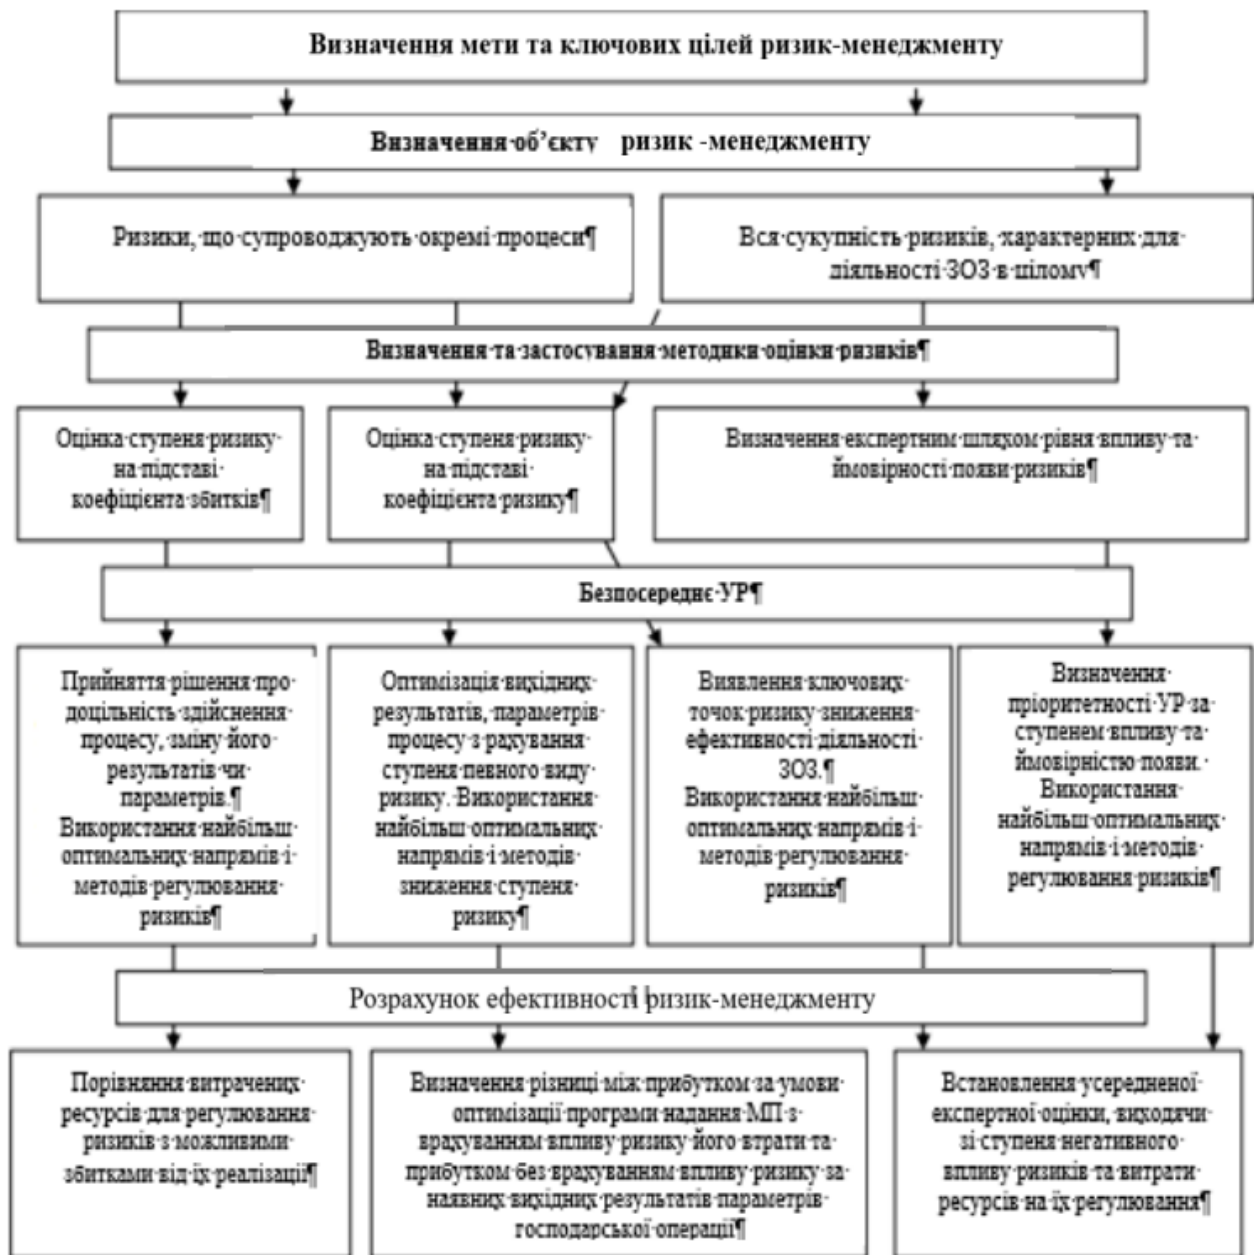 Визначення мети та ключових цілей ризик-менеджменту
Визначення·об’єкту ризик -менеджменту
Ризики,·що·супроводжують·окремі·процеси¶
Вся·сукупність·ризиків,·характерних·для·
діяльності·ЗОЗ·в·цілому¶
Визначення·та·застосування·методики·оцінки·ризиків¶
Оцінка·ступеня·ризику·
на·підставі·
коефіцієнта·збитків¶
Оцінка·ступеня·ризику·
на·підставі·
коефіцієнта·ризику¶
Визначення·експертним·шляхом·рівня·впливу·та·
ймовірності·появи·ризиків¶
Безпосереднє·УР¶
Прийняття·рішення·про·
доцільність·здійснення·
процесу,·зміну·його·
результатів·чи·
параметрів.¶
Використання·найбільш·
оптимальних·напрямів·і·
методів·регулювання·
ризиків¶
Оптимізація·вихідних·
результатів,·параметрів·
процесу·з·рахування·
ступеня·певного·виду·
ризику.·Використання·
найбільш·оптимальних·
напрямів·і·методів·
зниження·ступеня·
ризику¶
Виявлення·ключових·
точок·ризику·зниження·
ефективності·діяльності·
ЗОЗ.¶
Використання·найбільш·
оптимальних·напрямів·і·
методів·регулювання·
ризиків¶
Визначення·
пріоритетності·УР·за·
ступенем·впливу·та·
ймовірністю·появи.·
Використання·
найбільш·оптимальних·
напрямів·і·методів·
регулювання·ризиків¶
Розрахунок ефективності ризик-менеджменту
Порівняння·витрачених·
ресурсів·для·регулювання·
ризиків·з·можливими·
збитками·від·їх·реалізації¶
Визначення·різниці·між·прибутком·за·умови·
оптимізації·програми·надання·МП·з·
врахуванням·впливу·ризику·його·втрати·та·
прибутком·без·врахуванням·впливу·ризику·за·
наявних·вихідних·результатів·параметрів·
господарської·операції¶
Встановлення·усередненої·
експертної·оцінки,·виходячи·
зі·ступеня·негативного·
впливу·ризиків·та·витрати·
ресурсів·на·їх·регулювання¶